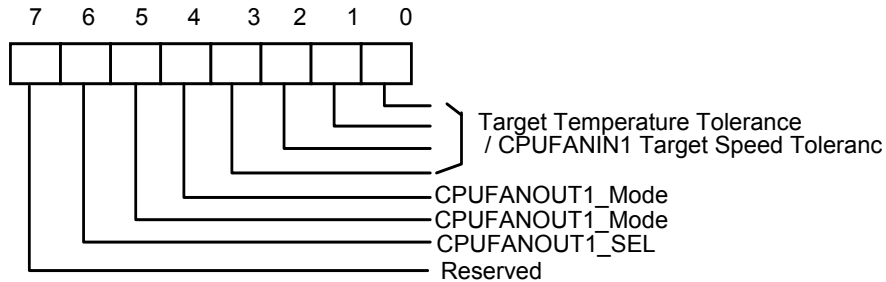 7 6 5 4 3 2 1 0
Target Temperature Tolerance
/ CPUFANIN1 Target Speed Toleranc
CPUFANOUT1_Mode
CPUFANOUT1_Mode
CPUFANOUT1_SEL
Reserved